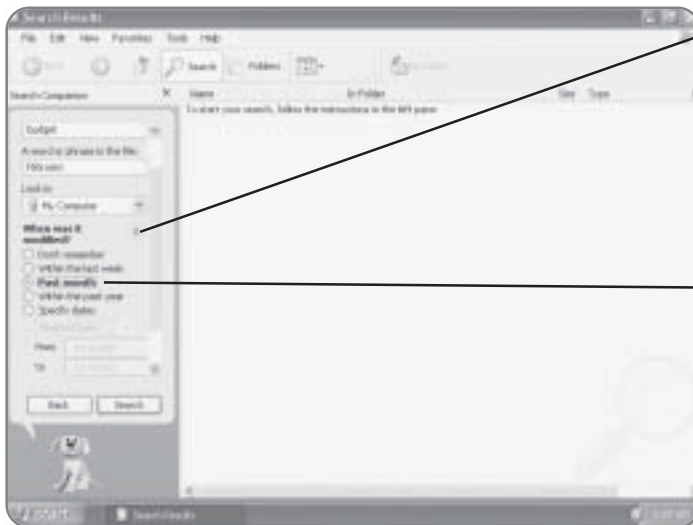 Search Results
File Edit View Favorites Tools Help
Search Folders
Search Companion
Name In Folder Size Type
To start your search, follow the instructions in the left pane.
budget
A word or phrase in the file:
Look in:
My Computer
When was it
modified?
Don't remember
Within the last week
Past month
Within the past year
Specify dates
From
To
Back Search
start Search Results